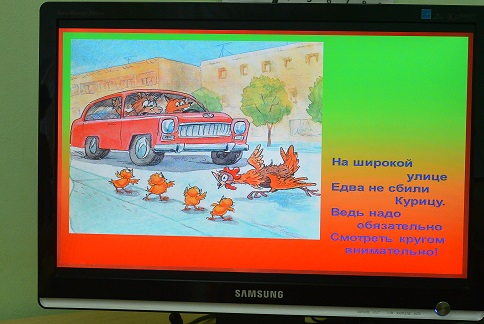 На широкой
улице
Едва не сбили
Курицу.
Ведь надо
обязательно
Смотреть кругом
внимательно!
SAMSUNG